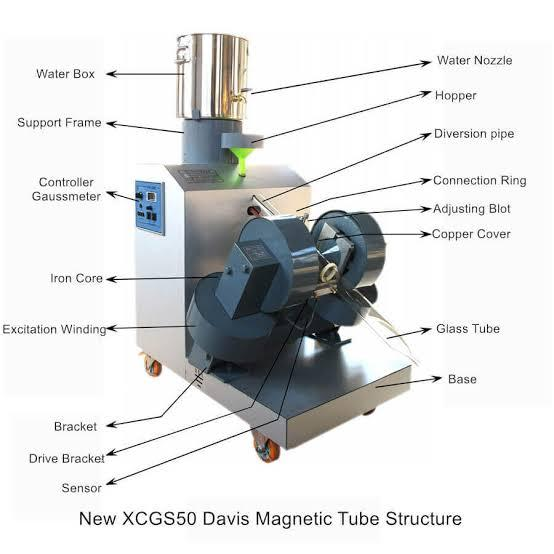 Water Box
Support Frame
Controller
Gaussmeter
Iron Core
Excitation Winding
Bracket
Drive Bracket
Sensor
Water Nozzle
Hopper
Diversion pipe
Connection Ring
Adjusting Blot
Copper Cover
Glass Tube
Base
New XCGS50 Davis Magnetic Tube Structure